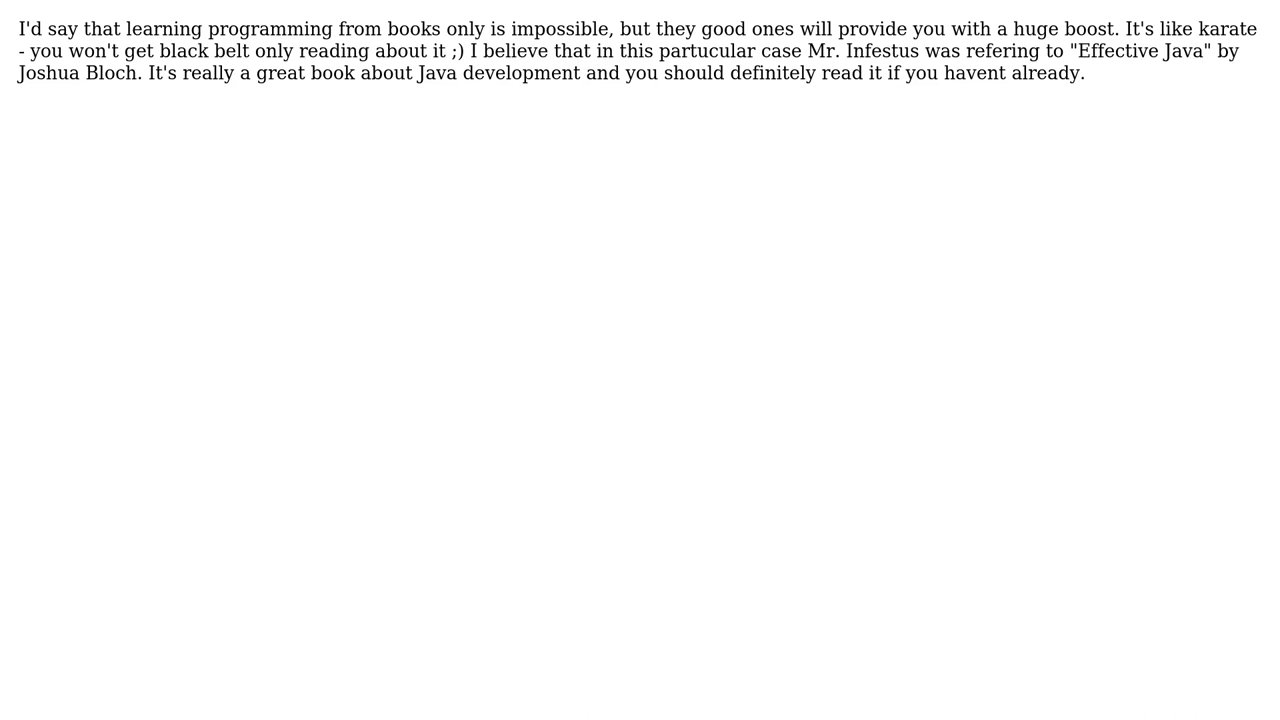 I'd say that learning programming from books only is impossible, but they good ones will provide you with a huge boost. It's like karate
- you won't get black belt only reading about it ;) I believe that in this partucular case Mr. Infestus was refering to "Effective Java" by
Joshua Bloch. It's really a great book about Java development and you should definitely read it if you havent already.